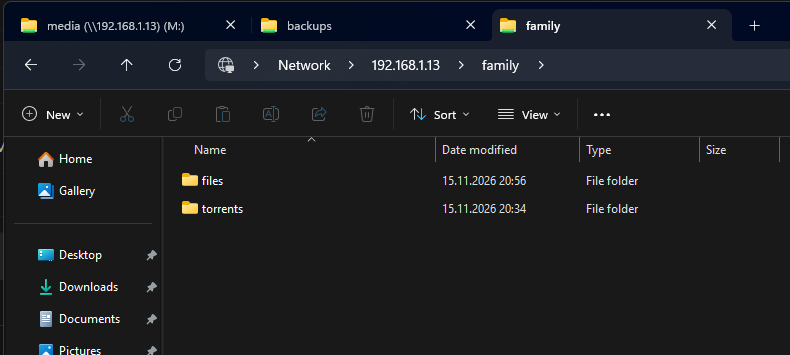 media (\\192.168.1.13) (M:)
backups
family
Network > 192.168.1.13 > family >
New
Sort
View
Home
Gallery
Desktop
Downloads
Documents
Pictures
Name Date modified Type Size
files 15.11.2026 20:56 File folder
torrents 15.11.2026 20:34 File folder